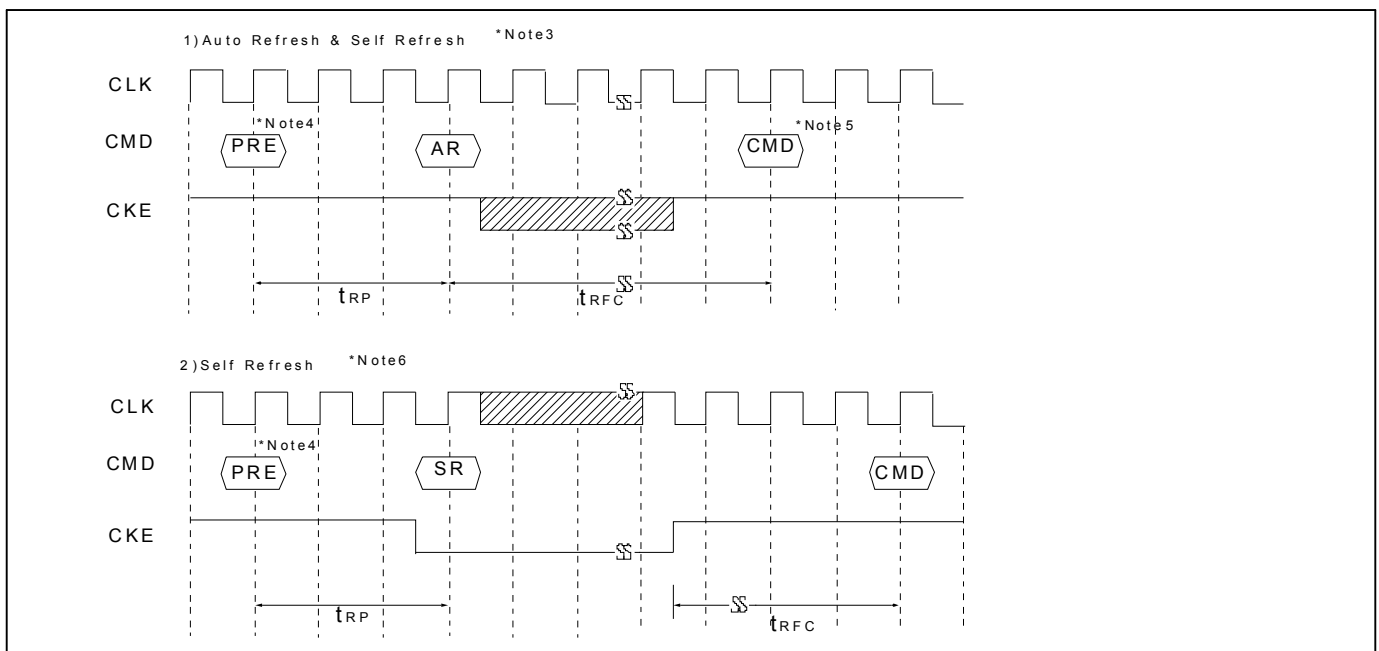 1)Auto Refresh & Self Refresh *Note3
CLK
*Note4 *Note5
CMD PRE AR CMD
CKE
tRP tRFC
2)Self Refresh *Note6
CLK
*Note4
CMD PRE SR CMD
CKE
tRP tRFC